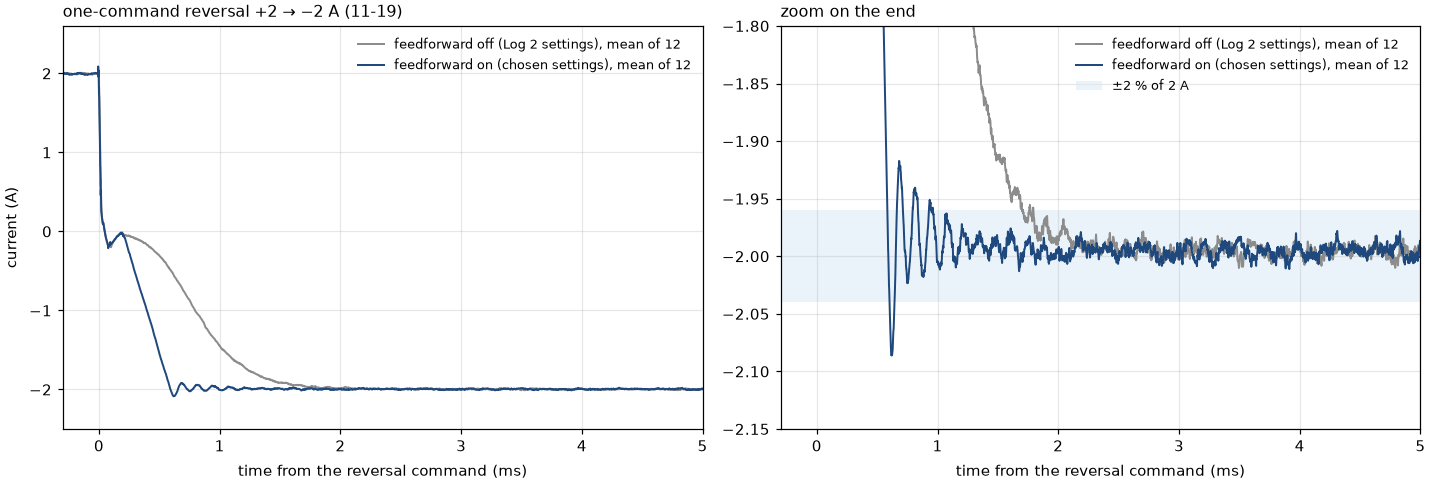 one-command reversal +2 → −2 A (11-19)
feedforward off (Log 2 settings), mean of 12
feedforward on (chosen settings), mean of 12
2
1
0
−1
−2
current (A)
0
1
2
3
4
5
time from the reversal command (ms)
zoom on the end
feedforward off (Log 2 settings), mean of 12
feedforward on (chosen settings), mean of 12
±2 % of 2 A
−1.80
−1.85
−1.90
−1.95
−2.00
−2.05
−2.10
−2.15
0
1
2
3
4
5
time from the reversal command (ms)